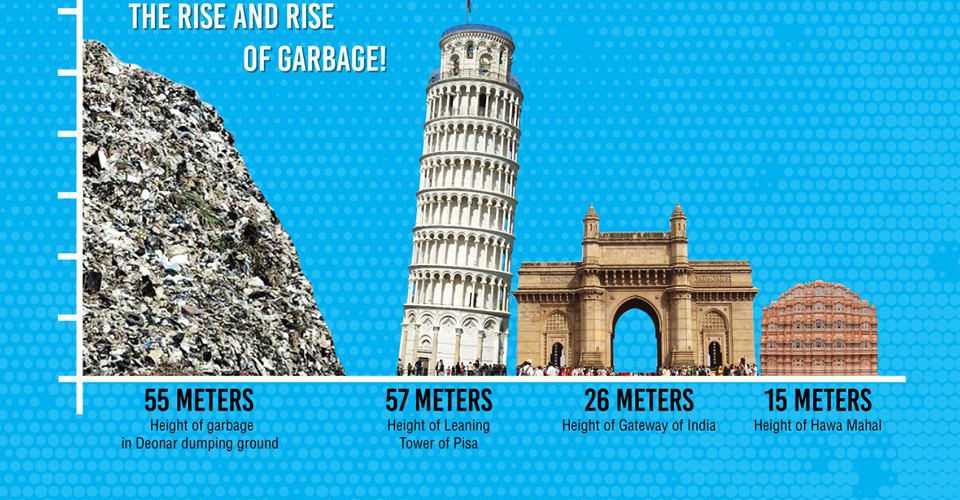 THE RISE AND RISE
OF GARBAGE!
55 METERS
Height of garbage
in Deonar dumping ground
57 METERS
Height of Leaning
Tower of Pisa
26 METERS
Height of Gateway of India
15 METERS
Height of Hawa Mahal